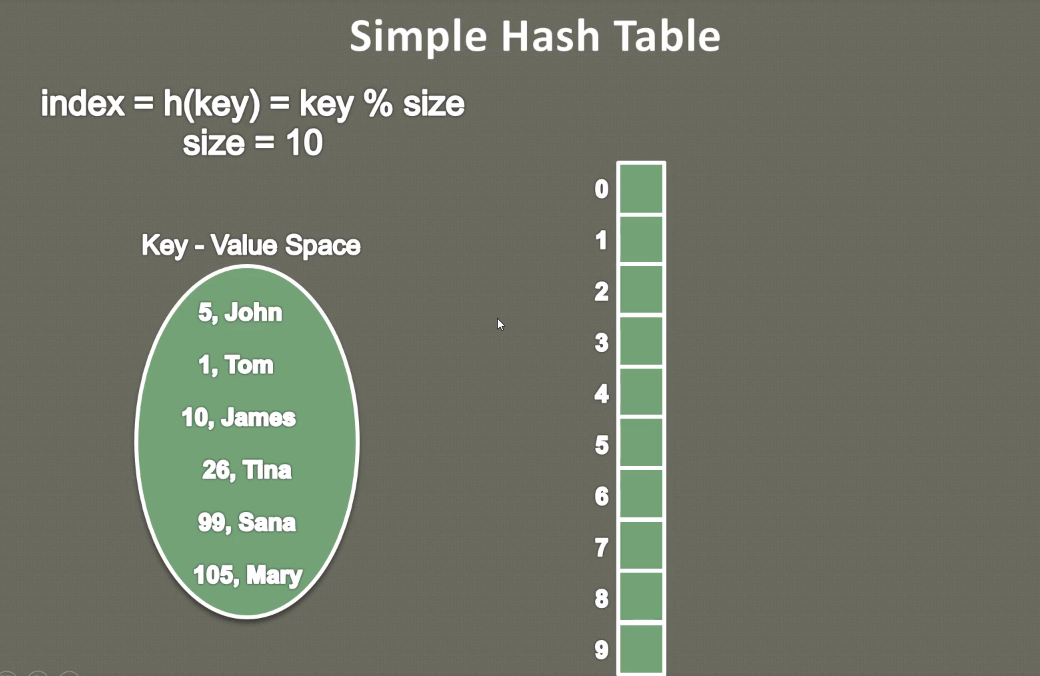 Simple Hash Table
index = h(key) = key % size
size = 10
Key - Value Space
5, John
1, Tom
10, James
26, Tina
99, Sana
105, Mary
0
1
2
3
4
5
6
7
8
9